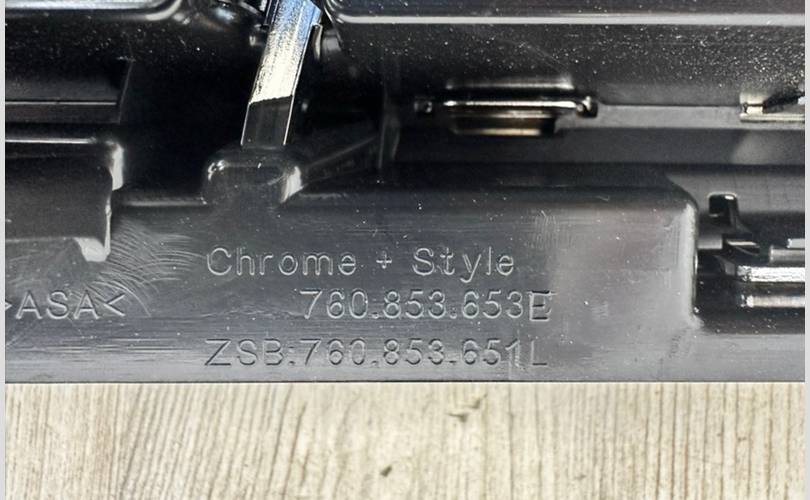 Chrome + Style
>ASA<
760.853.653E
ZSB:760.853.651L